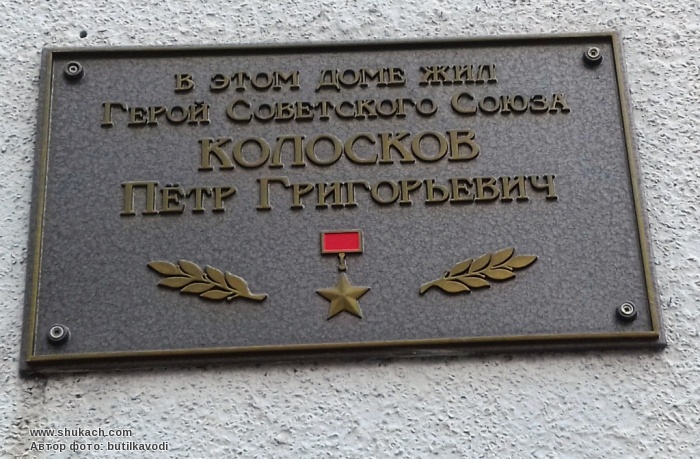 В ЭТОМ ДОМЕ ЖИЛ
ГЕРОЙ СОВЕТСКОГО СОЮЗА
КОЛОСКОВ
ПЁТР ГРИГОРЬЕВИЧ
www.shukach.com
Автор фото: butilkavodi